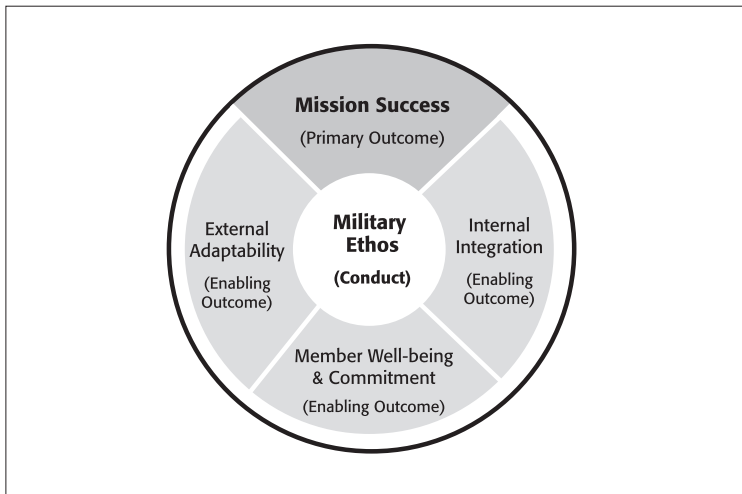 Mission Success
(Primary Outcome)
External
Adaptability
(Enabling
Outcome)
Military
Ethos
(Conduct)
Internal
Integration
(Enabling
Outcome)
Member Well-being
& Commitment
(Enabling Outcome)